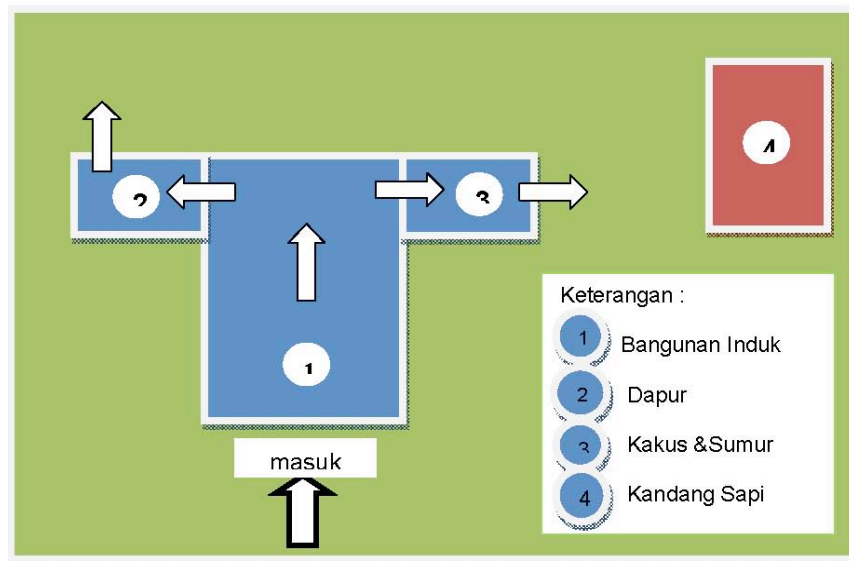 4
2
3
1
masuk
Keterangan :
1 Bangunan Induk
2 Dapur
3 Kakus &Sumur
4 Kandang Sapi